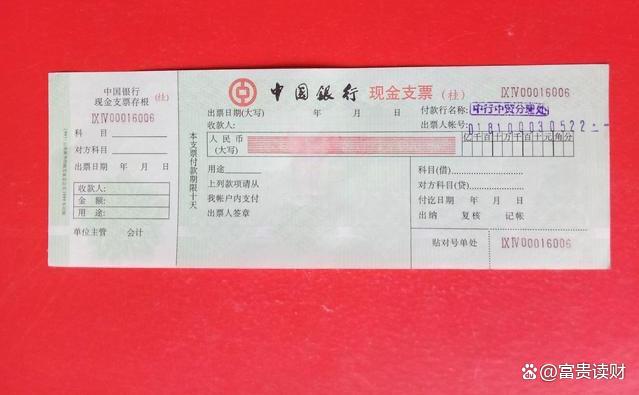 中国银行
现金支票存根
(桂)
IXIV00016006
科目
对方科目
出票日期 年 月 日
收款人:
金额:
用途:
单位主管 会计
本支票付款期限十天
中国银行 现金支票 (桂) IXIV00016006
出票日期(大写) 年 月 日 付款行名称:
收款人: 出票人帐号:
人民币
(大写)
亿千百十万千百十元角分
用途
上列款项请从
我帐户内支付
出票人签章
科目(借)
对方科目(贷)
付讫日期 年 月 日
出纳 复核 记帐
贴对号单处 IXIV00016006
@富贵读财